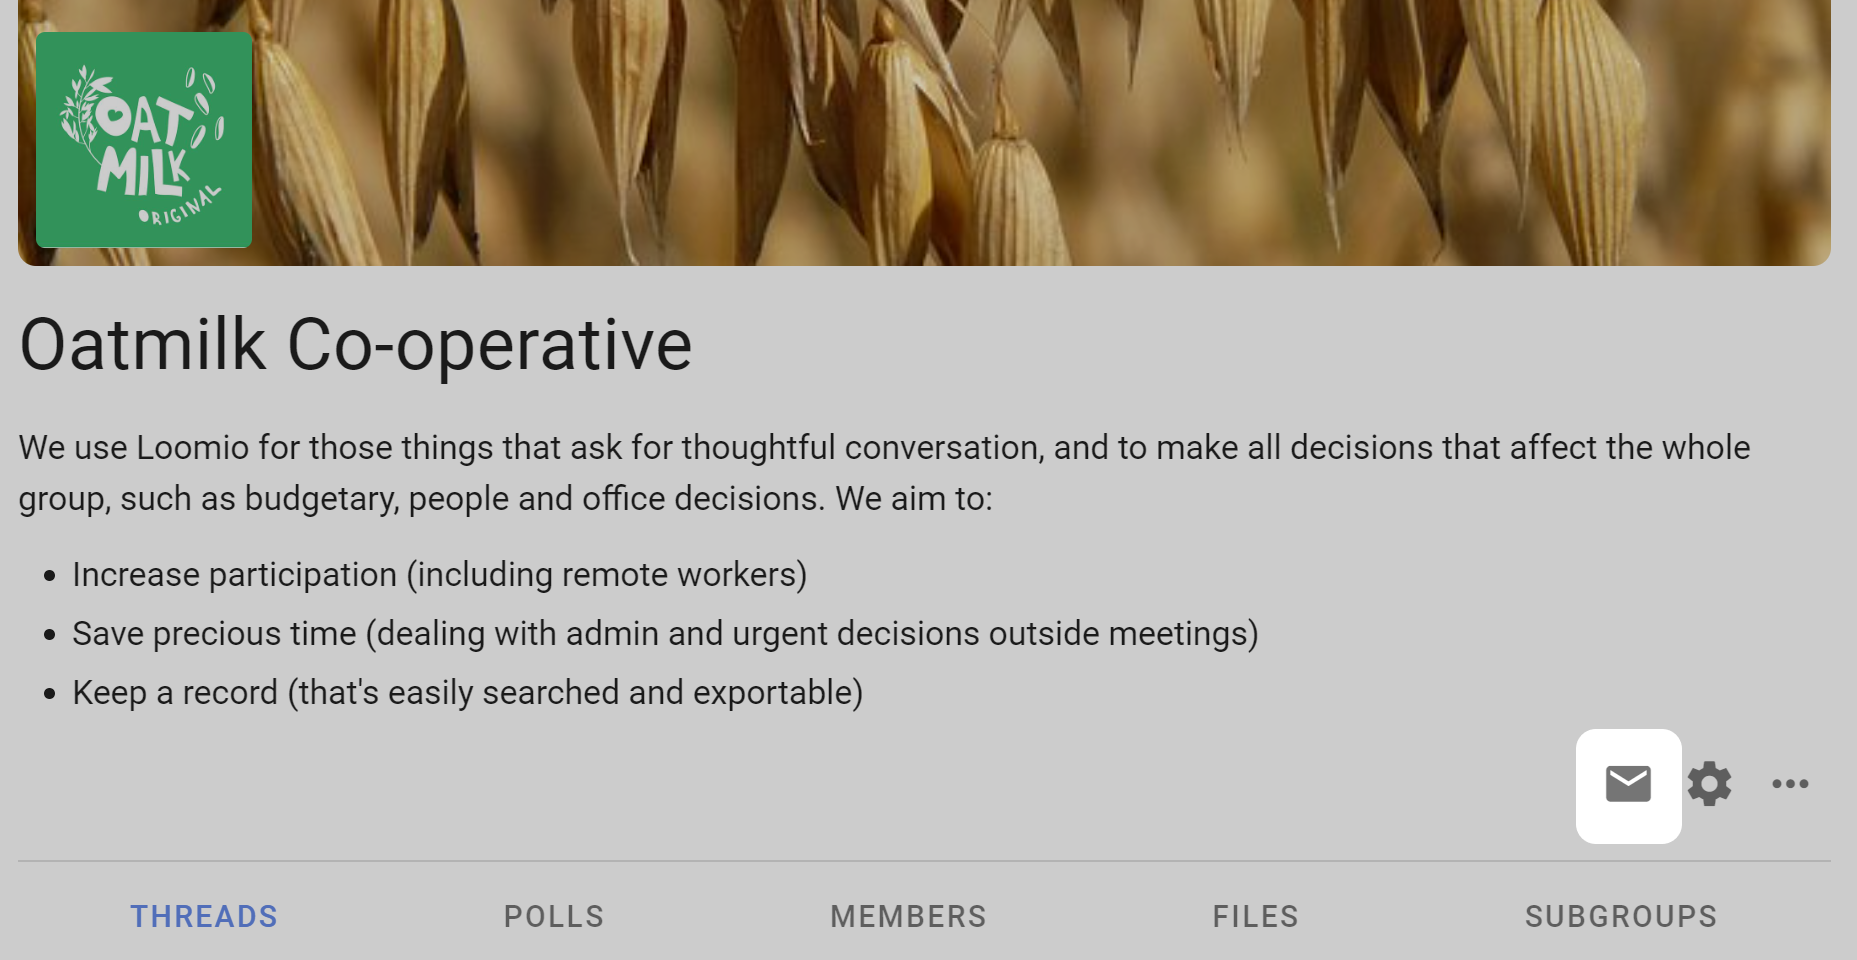 OAT
MILK
ORIGINAL
Oatmilk Co-operative
We use Loomio for those things that ask for thoughtful conversation, and to make all decisions that affect the whole
group, such as budgetary, people and office decisions. We aim to:
• Increase participation (including remote workers)
• Save precious time (dealing with admin and urgent decisions outside meetings)
• Keep a record (that's easily searched and exportable)
THREADS POLLS MEMBERS FILES SUBGROUPS